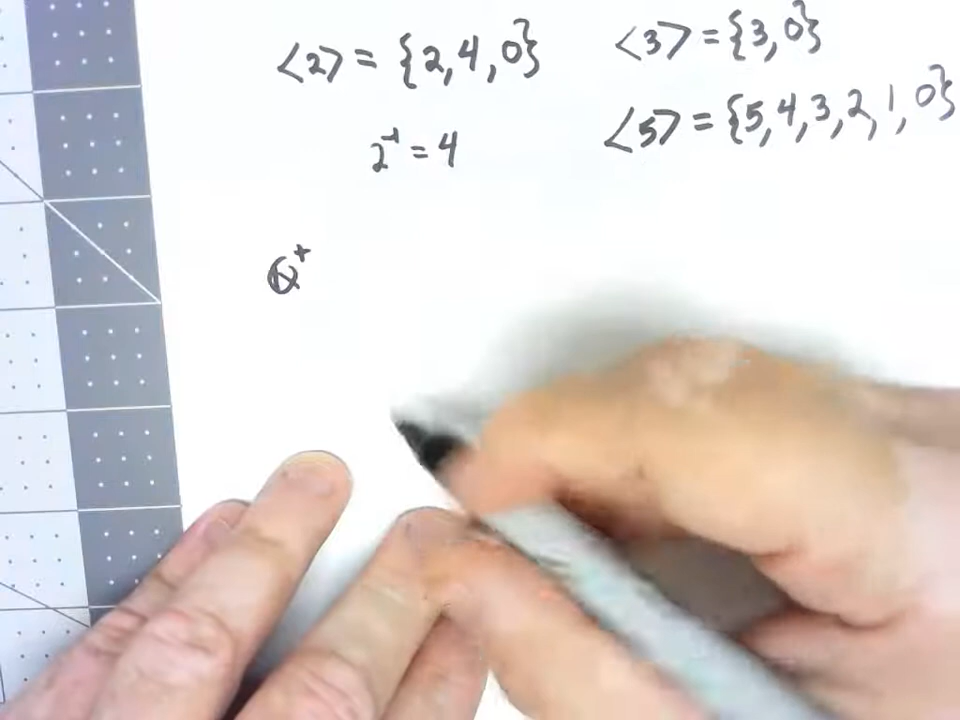 ⟨2⟩ = {2, 4, 0}
2⁻¹ = 4
⟨3⟩ = {3, 0}
⟨5⟩ = {5, 4, 3, 2, 1, 0}
ℚ⁺